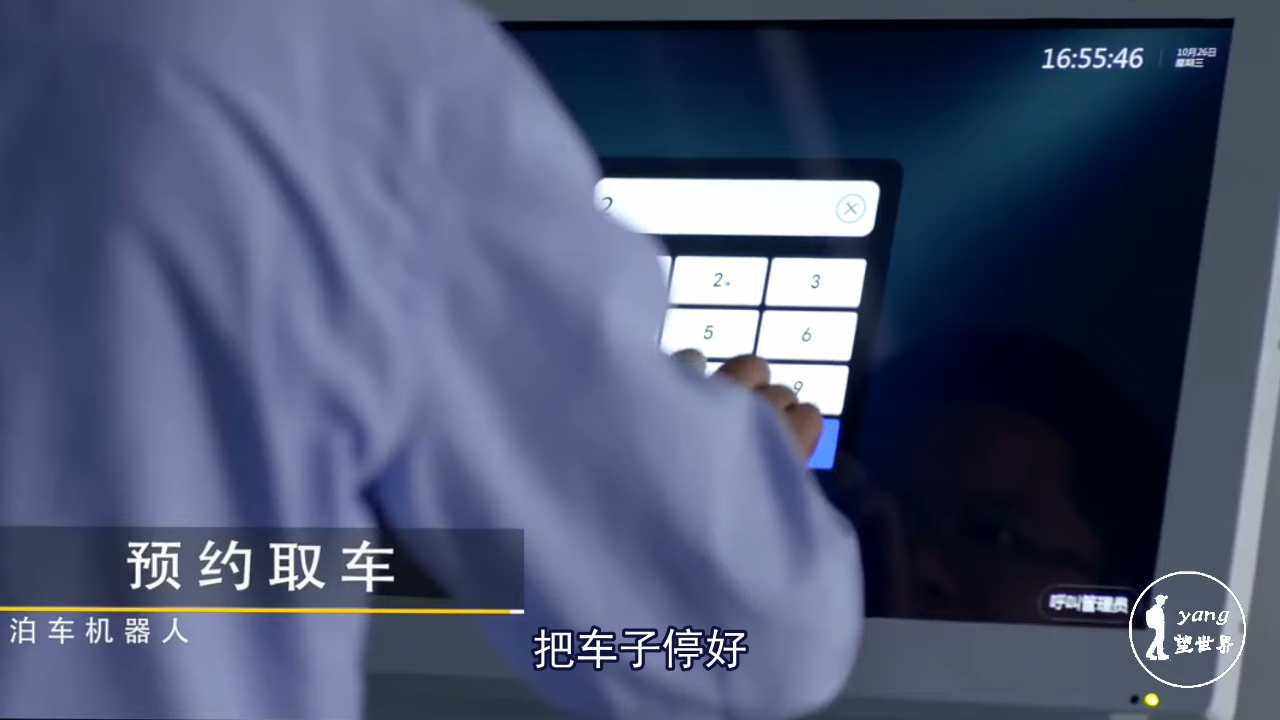 16:55:46
10月26日
星期三
2
2
3
5
6
9
预约取车
泊车机器人
把车子停好
呼叫管理员
yang
望世界